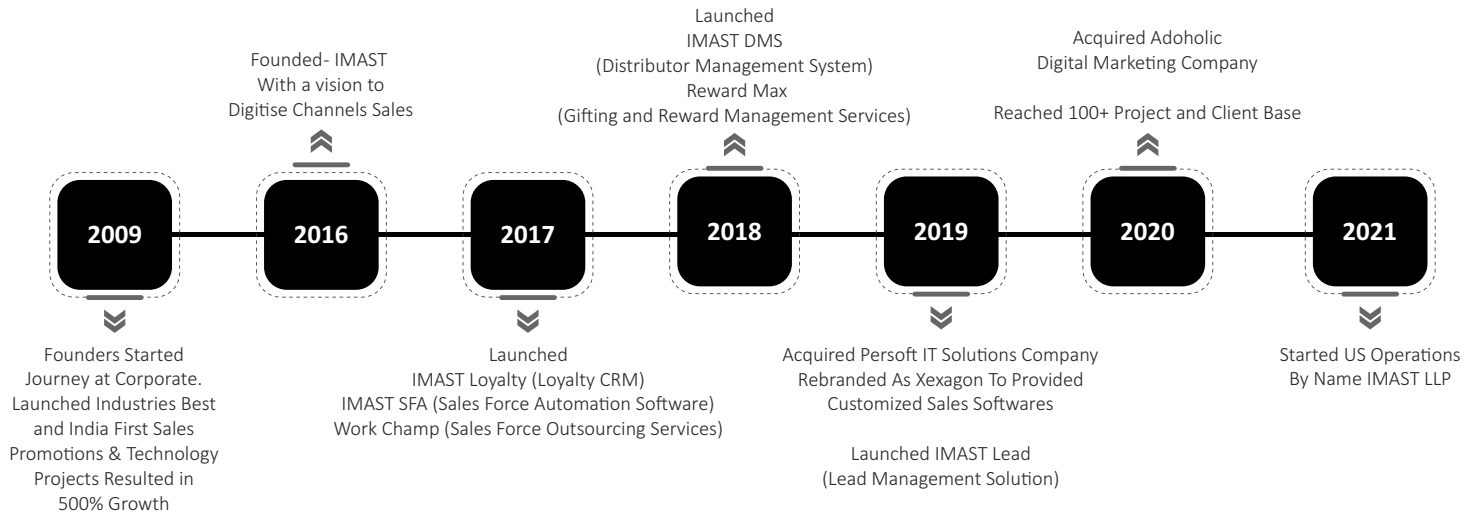 2009
Founders Started
Journey at Corporate.
Launched Industries Best
and India First Sales
Promotions & Technology
Projects Resulted in
500% Growth
Founded- IMAST
With a vision to
Digitise Channels Sales
2016
2017
Launched
IMAST Loyalty (Loyalty CRM)
IMAST SFA (Sales Force Automation Software)
Work Champ (Sales Force Outsourcing Services)
Launched
IMAST DMS
(Distributor Management System)
Reward Max
(Gifting and Reward Management Services)
2018
2019
Acquired Persoft IT Solutions Company
Rebranded As Xexagon To Provided
Customized Sales Softwares
Launched IMAST Lead
(Lead Management Solution)
Acquired Adoholic
Digital Marketing Company
Reached 100+ Project and Client Base
2020
2021
Started US Operations
By Name IMAST LLP